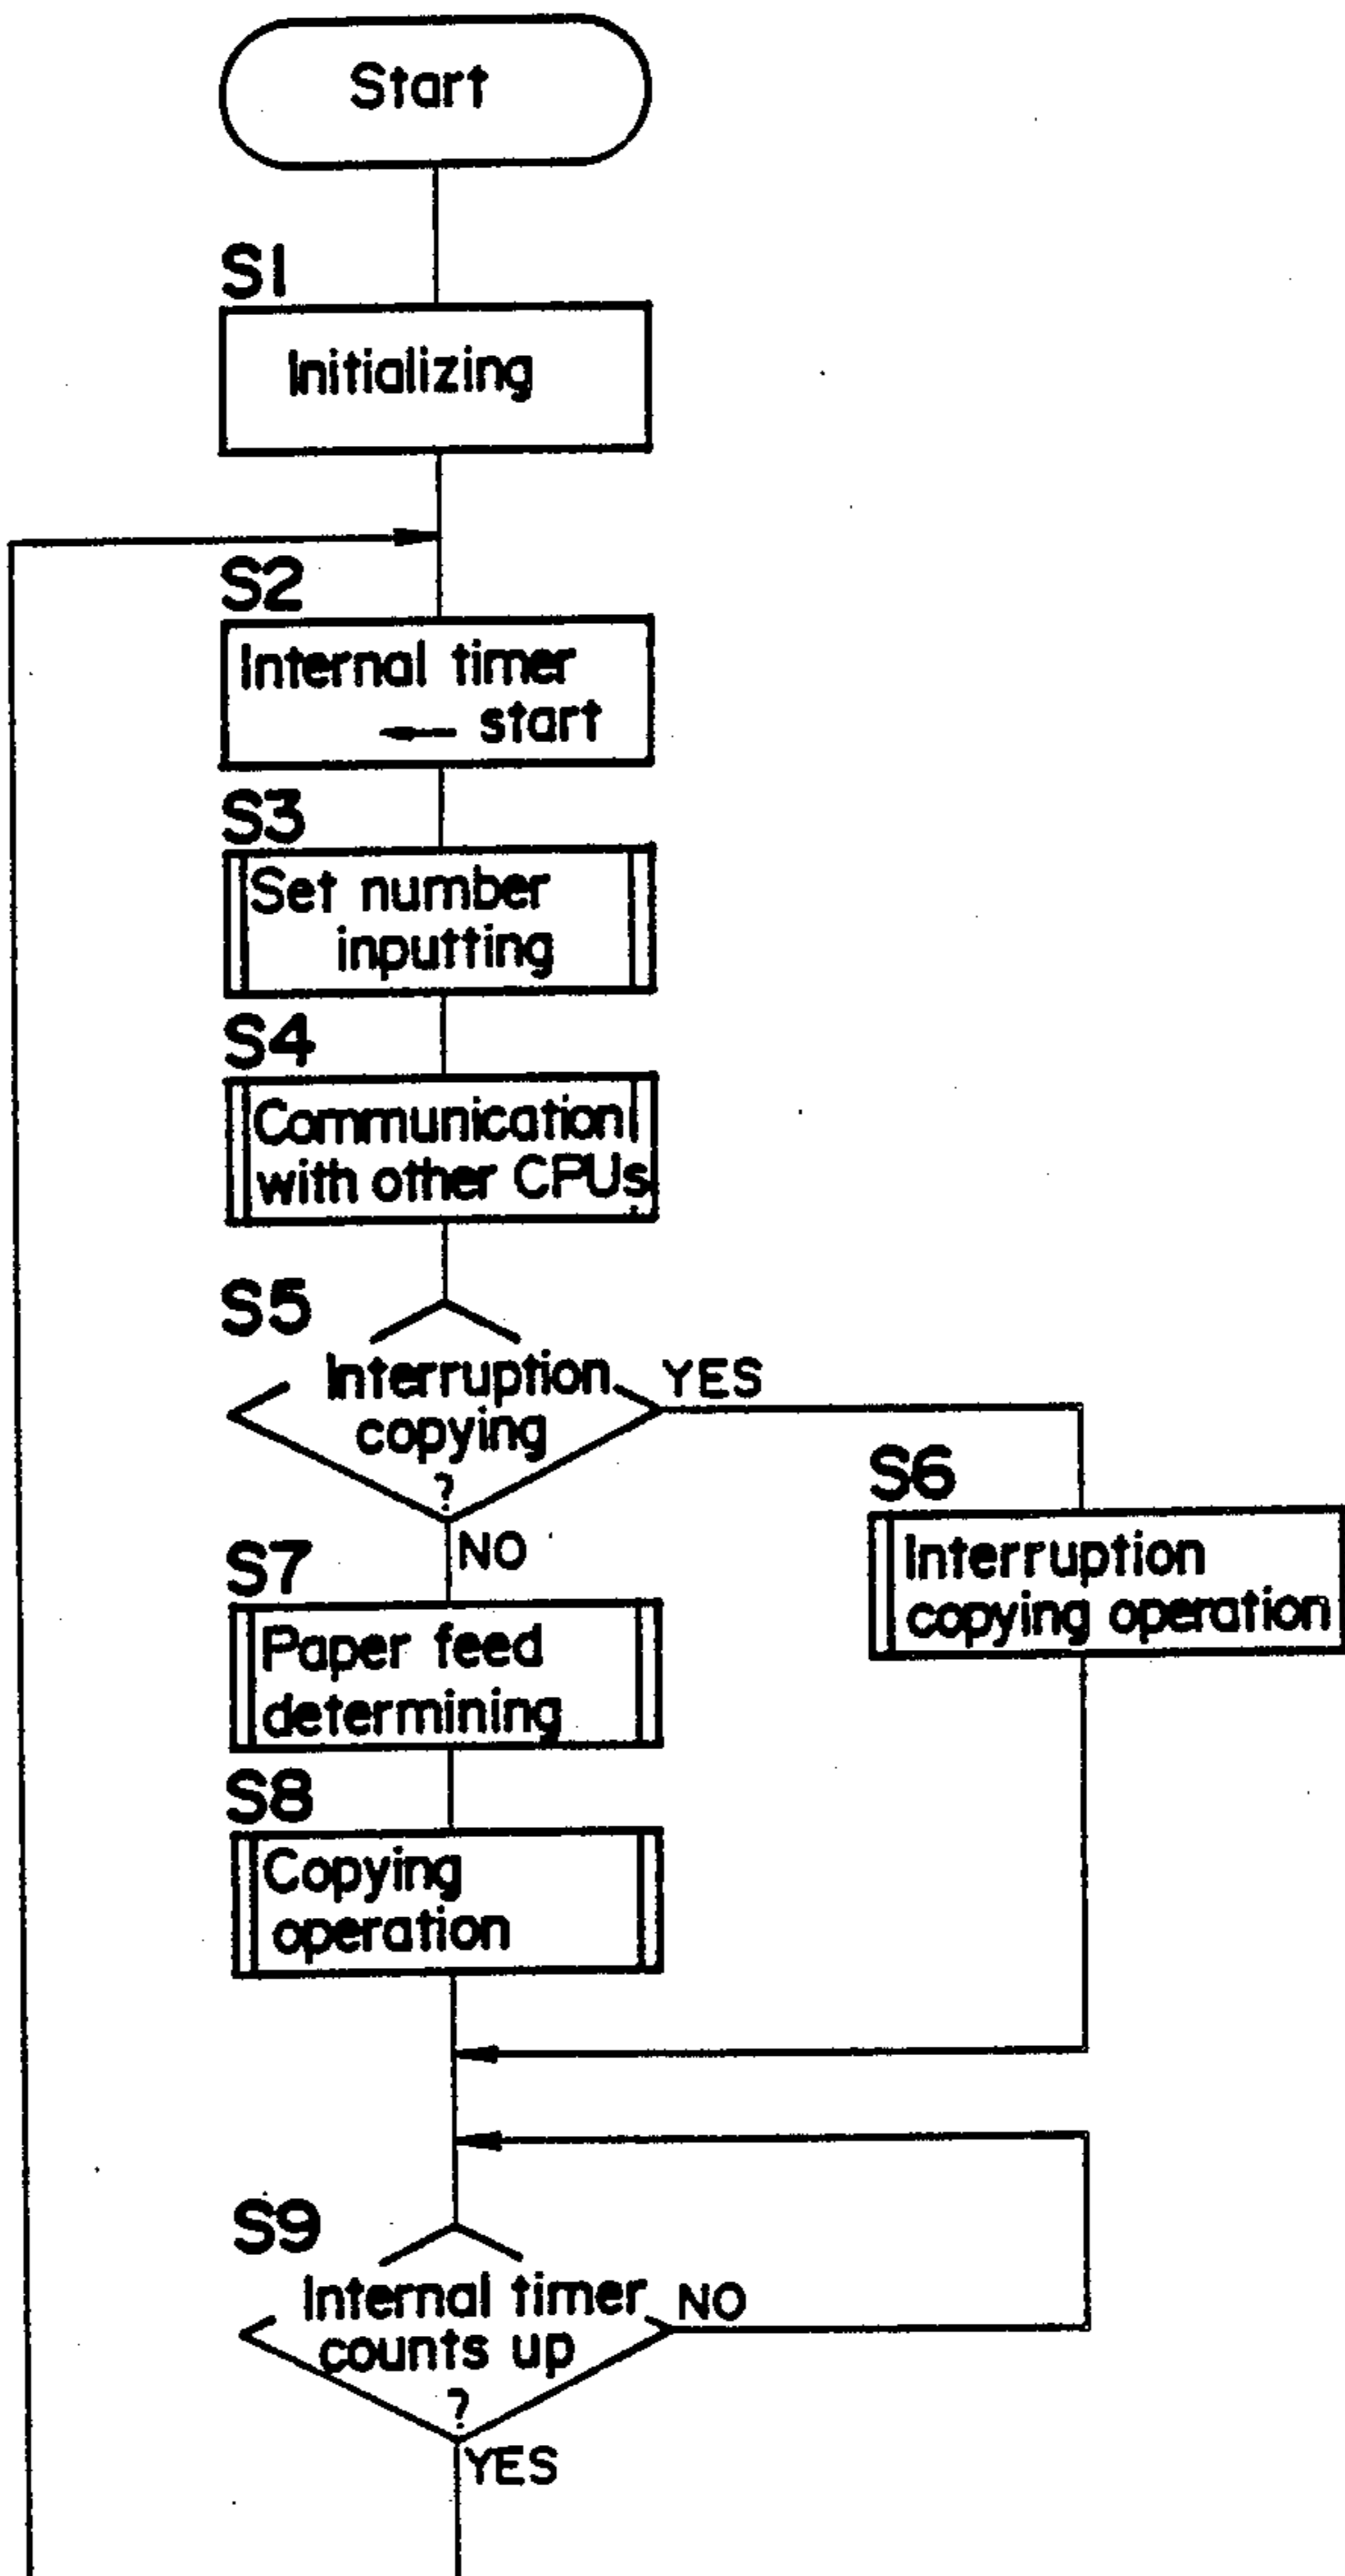 Start
S1
Initializing
S2
Internal timer
← start
S3
Set number
inputting
S4
Communication
with other CPUs
S5
Interruption
copying
?
YES
S6
Interruption
copying operation
NO
S7
Paper feed
determining
S8
Copying
operation
S9
Internal timer
counts up
?
NO
YES